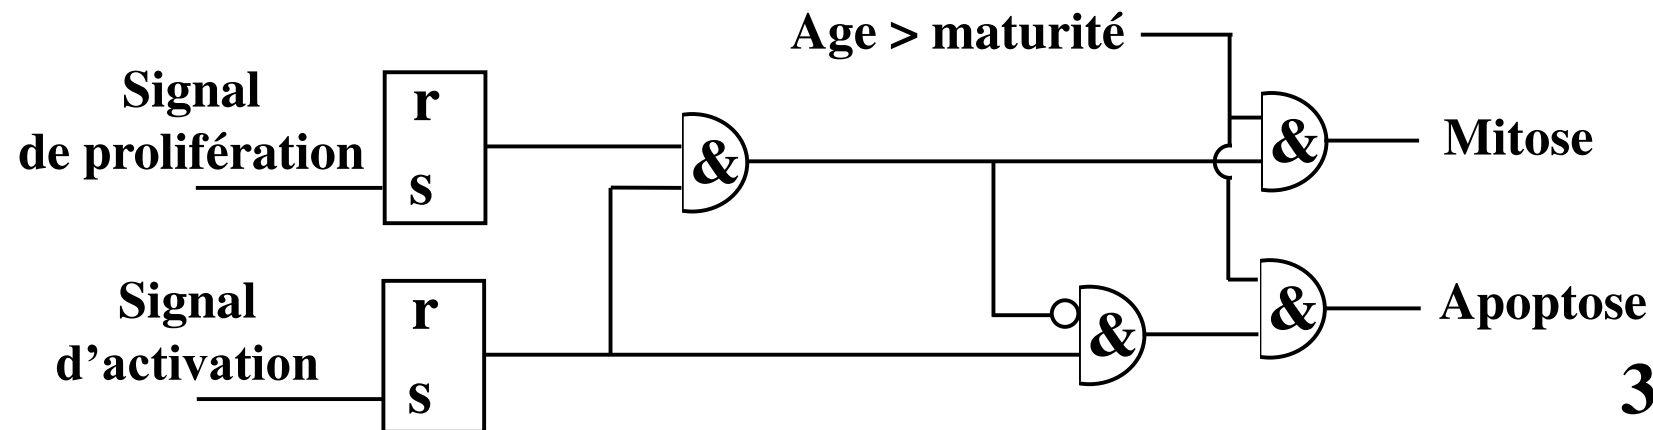 Age > maturité
Signal
de prolifération
r
s
&
&
Mitose
Signal
d’activation
r
s
&
&
Apoptose
3